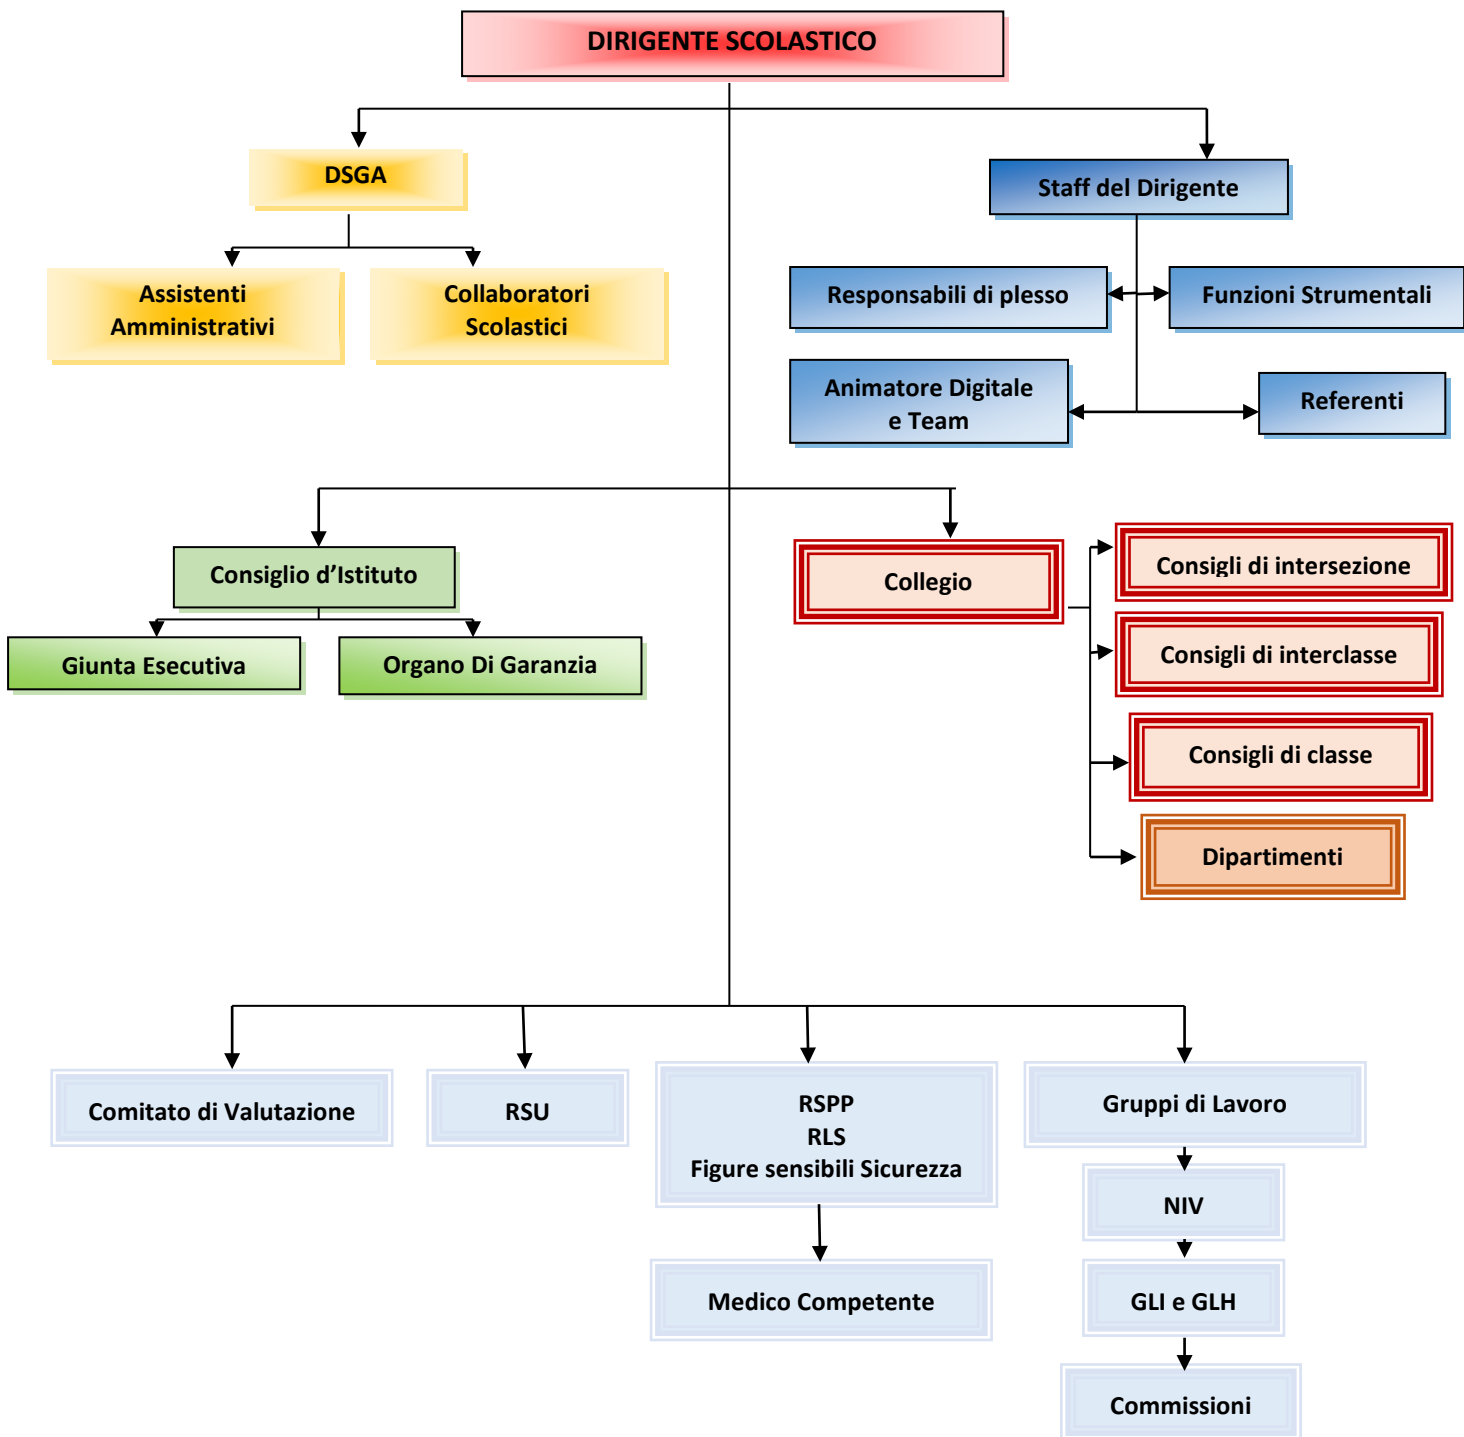 DIRIGENTE SCOLASTICO
DSGA
Staff del Dirigente
Assistenti
Amministrativi
Collaboratori
Scolastici
Responsabili di plesso
Funzioni Strumentali
Animatore Digitale
e Team
Referenti
Consiglio d’Istituto
Giunta Esecutiva
Organo Di Garanzia
Collegio
Consigli di intersezione
Consigli di interclasse
Consigli di classe
Dipartimenti
Comitato di Valutazione
RSU
RSPP
RLS
Figure sensibili Sicurezza
Medico Competente
Gruppi di Lavoro
NIV
GLI e GLH
Commissioni